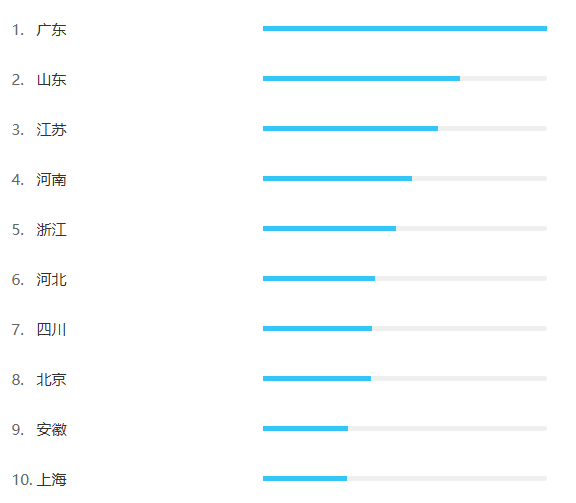 1. 广东
2. 山东
3. 江苏
4. 河南
5. 浙江
6. 河北
7. 四川
8. 北京
9. 安徽
10. 上海